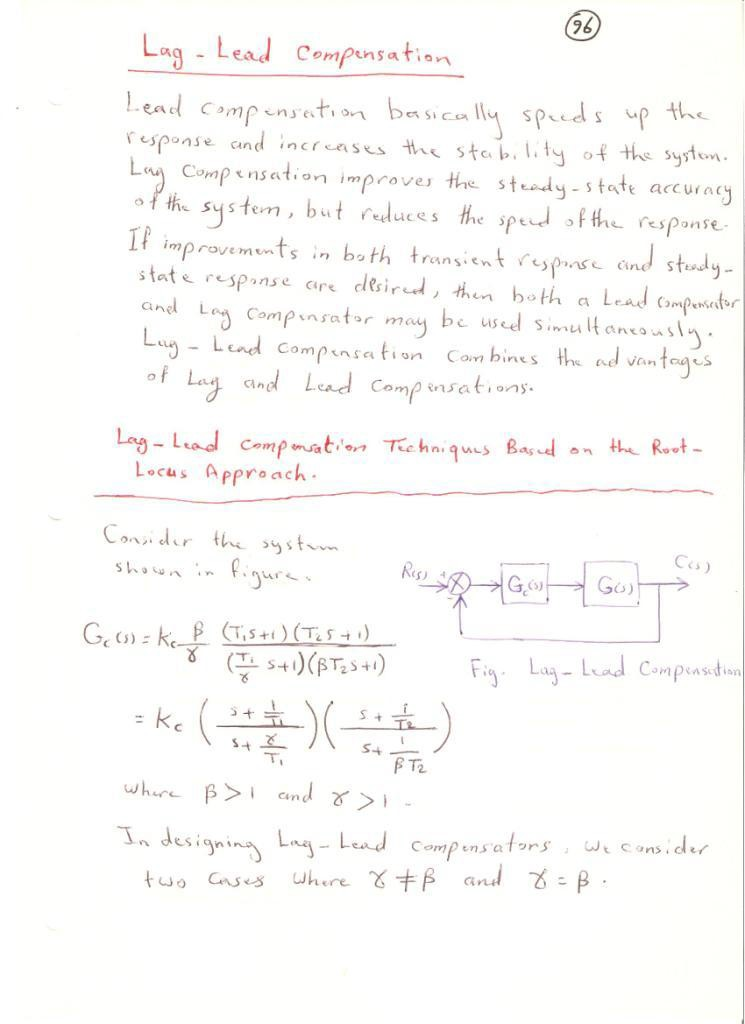 96
Lag - Lead Compensation
Lead compensation basically speeds up the
response and increases the stability of the system.
Lag Compensation improves the steady-state accuracy
of the system, but reduces the speed of the response.
If improvements in both transient response and steady-
state response are desired, then both a Lead compensator
and Lag compensator may be used simultaneously.
Lag - Lead compensation combines the advantages
of Lag and Lead compensations.
Lag - Lead compensation Techniques Based on the Root-
Locus Approach.
Consider the system
shown in figure.
R(s) + - Gc(s) G(s) C(s)
Fig. Lag - Lead Compensation
Gc(s) = Kc β/γ (T₁s+1)(T₂s+1) / ((T₁/γ s+1)(βT₂s+1))
= Kc ((s + 1/T₁)/(s + γ/T₁)) ((s + 1/T₂)/(s + 1/βT₂))
where β>1 and γ>1.
In designing Lag - Lead compensators, we consider
two cases where γ ≠ β and γ = β.